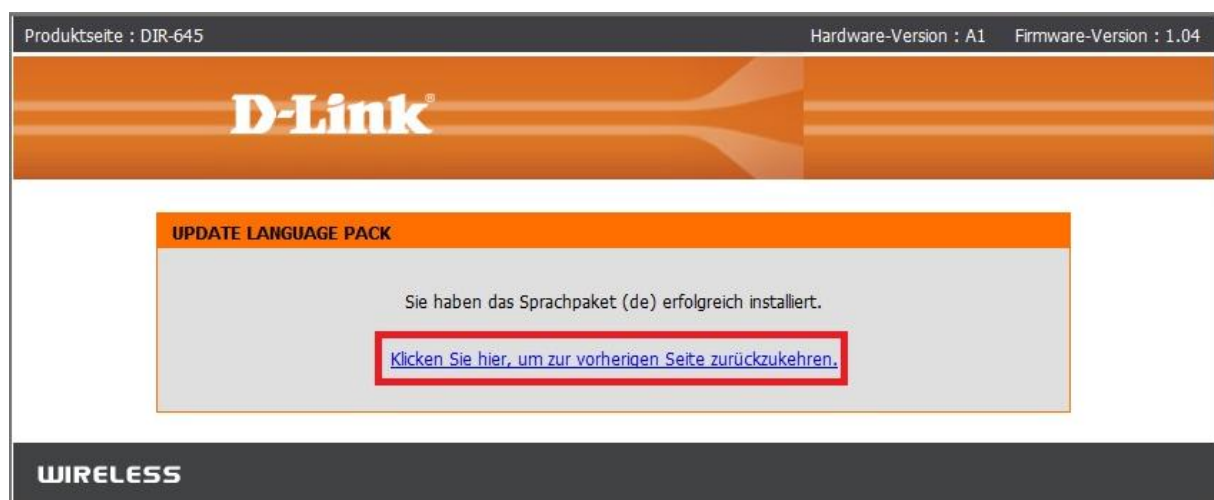 Produktseite : DIR-645 Hardware-Version : A1 Firmware-Version : 1.04
D-Link®
UPDATE LANGUAGE PACK
Sie haben das Sprachpaket (de) erfolgreich installiert.
Klicken Sie hier, um zur vorherigen Seite zurückzukehren.
WIRELESS